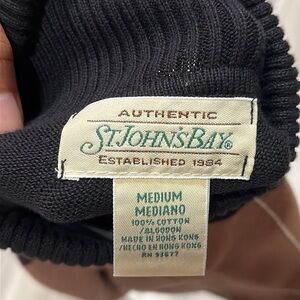 AUTHENTIC
ST JOHN'S BAY®
ESTABLISHED 1984
MEDIUM
MEDIANO
100% COTTON
/ALGODON
MADE IN HONG KONG
/HECHO EN HONG KONG
RN 93677